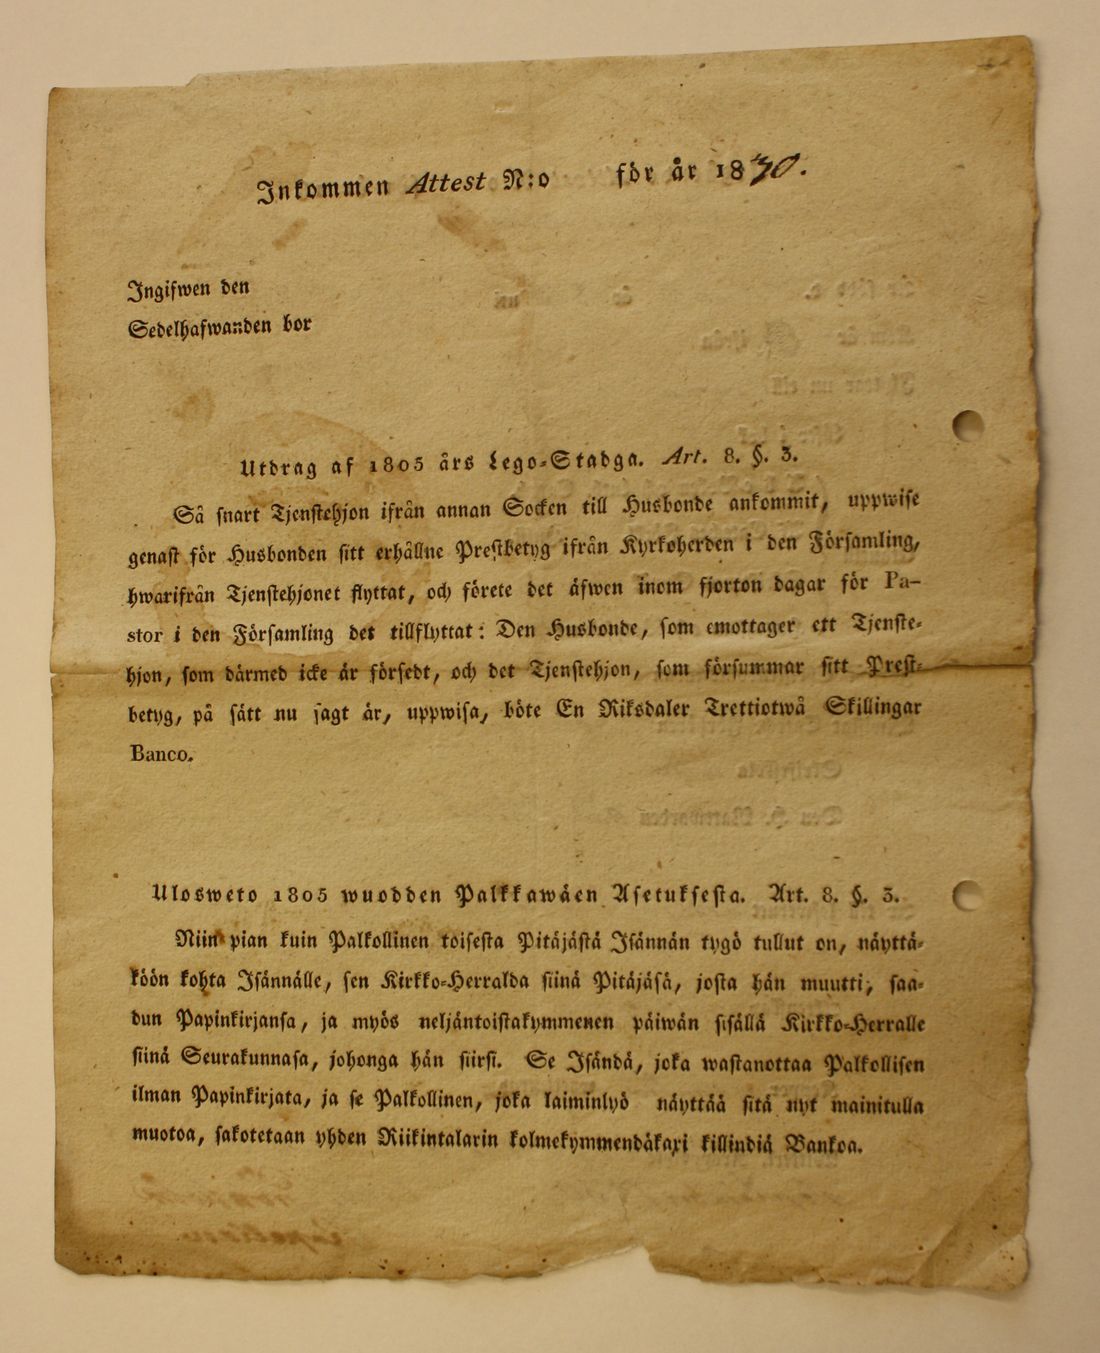 Inkommen Attest N:o för år 1870.
Ingifwen den
Sedelhafwanden bor
Utdrag af 1805 års Lego-Stadga. Art. 8. §. 3.
Så snart Tjenstehjon ifrån annan Socken till Husbonde ankommit, uppwise
genast för Husbonden sitt erhållne Prestbetyg ifrån Kyrkoherden i den Församling,
hwarifrån Tjenstehjonet flyttat, och förete det äfwen inom fjorton dagar för Pa-
stor i den Församling det tillflyttat: Den Husbonde, som emottager ett Tjenste-
hjon, som därmed icke är försedt, och det Tjenstehjon, som försummar sitt Prest-
betyg, på sätt nu sagt är, uppwisa, böte En Riksdaler Trettiotwå Skillingar
Banco.
Ulosweto 1805 wuodden Palkkawäen Asetuksesta. Art. 8. §. 3.
Niin pian kuin Palkollinen toisesta Pitäjästä Isännän tygö tullut on, näyttä-
köön kohta Isännälle, sen Kirkko-Herralda siinä Pitäjäsä, josta hän muutti, saa-
dun Papinkirjansa, ja myös neljäntoistakymmenen päiwän sisällä Kirkko-Herralle
siinä Seurakunnasa, johonga hän siirsi. Se Isändä, joka wastanottaa Palkollisen
ilman Papinkirjata, ja se Palkollinen, joka laiminlyö näyttää sitä nyt mainitulla
muotoa, sakotetaan yhden Riikintalarin kolmekymmendäkaxi killindiä Bankoa.